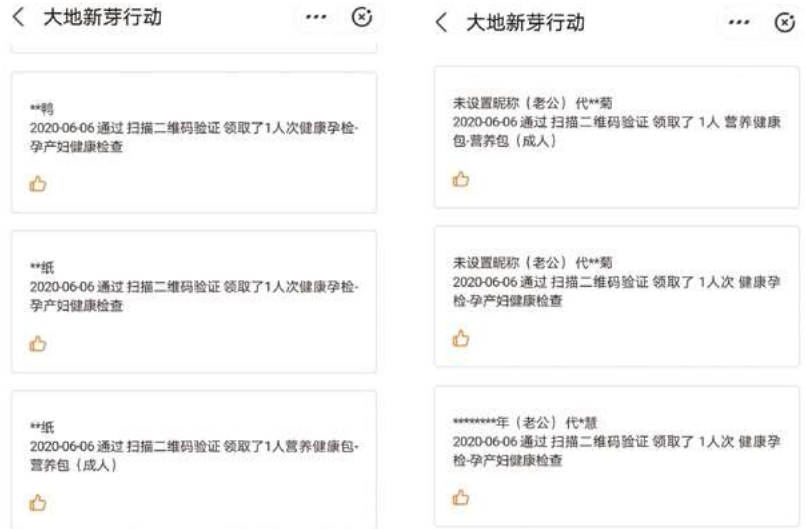 大地新芽行动
**鸭
2020-06-06 通过 扫描二维码验证 领取了1人次健康孕检-
孕产妇健康检查
**纸
2020-06-06 通过 扫描二维码验证 领取了1人次健康孕检-
孕产妇健康检查
**纸
2020-06-06 通过 扫描二维码验证 领取了1人营养健康包-
营养包（成人）
大地新芽行动
未设置昵称（老公）代**菊
2020-06-06 通过 扫描二维码验证 领取了 1人 营养健康
包-营养包（成人）
未设置昵称（老公）代**菊
2020-06-06 通过 扫描二维码验证 领取了 1人次 健康孕
检-孕产妇健康检查
********年（老公）代*慧
2020-06-06 通过 扫描二维码验证 领取了 1人次 健康孕
检-孕产妇健康检查